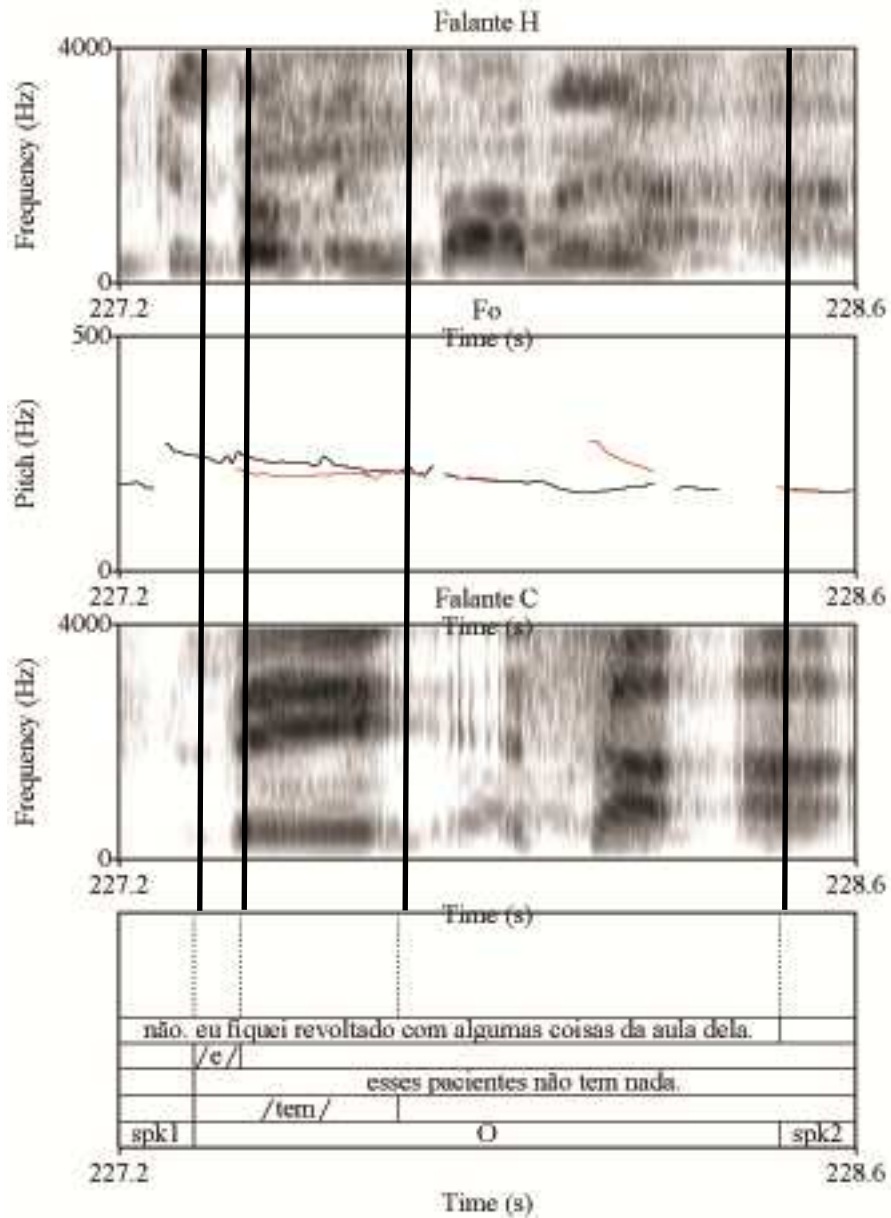 Falante H
4000
Frequency (Hz)
0
227.2 Fo 228.6
Time (s)
500
Pitch (Hz)
0
227.2 Falante C 228.6
Time (s)
4000
Frequency (Hz)
0
227.2 228.6
Time (s)
não. eu fiquei revoltado com algumas coisas da aula dela.
/e/
esses pacientes não tem nada.
/tem/
spk1 O spk2
227.2 228.6
Time (s)